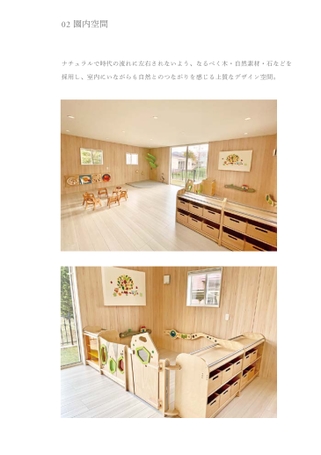 02 園内空間
ナチュラルで時代の流れに左右されないよう、なるべく木・自然素材・石などを
採用し、室内にいながらも自然とのつながりを感じる上質なデザイン空間。